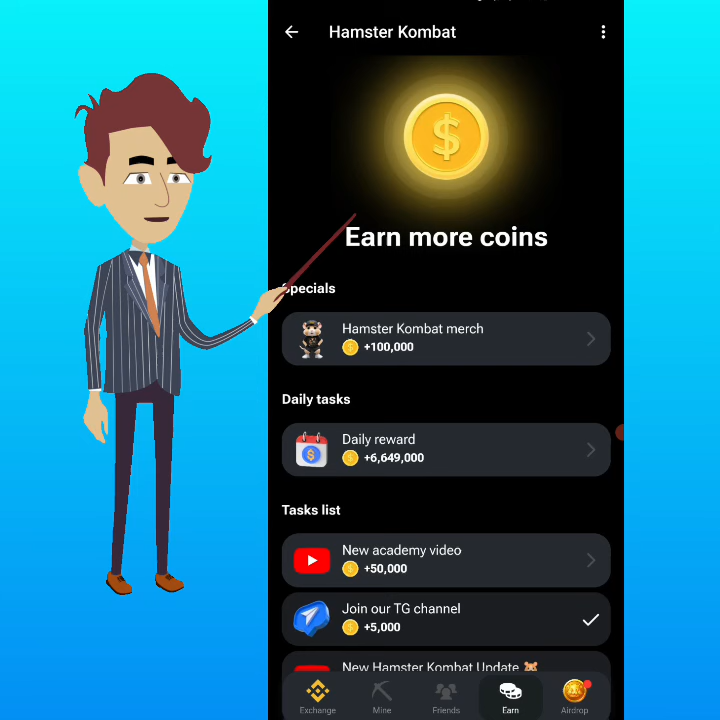 Hamster Kombat
Earn more coins
Specials
Hamster Kombat merch
+100,000
Daily tasks
Daily reward
+6,649,000
Tasks list
New academy video
+50,000
Join our TG channel
+5,000
New Hamster Kombat Update 🐹
Exchange
Mine
Friends
Earn
Airdrop